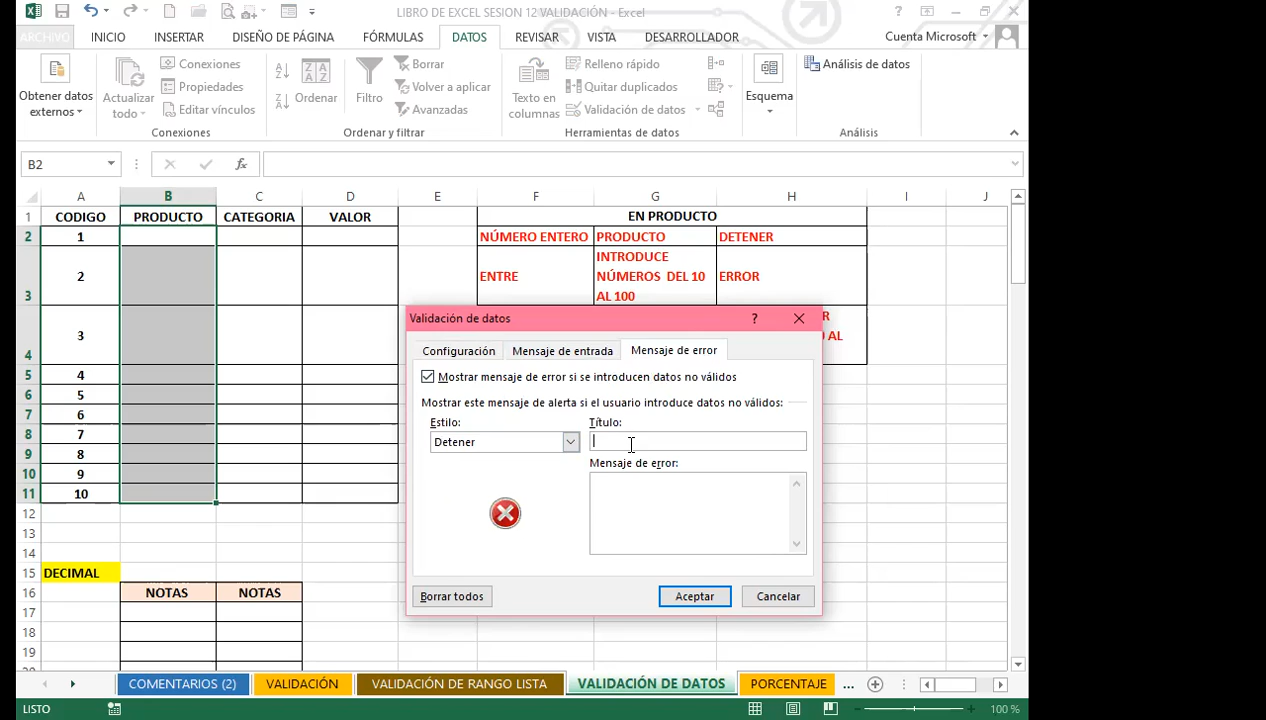 LIBRO DE EXCEL SESION 12 VALIDACIÓN - Excel
ARCHIVO INICIO INSERTAR DISEÑO DE PÁGINA FÓRMULAS DATOS REVISAR VISTA DESARROLLADOR Cuenta Microsoft
Obtener datos externos
Actualizar todo
Conexiones
Propiedades
Editar vínculos
Conexiones
Ordenar
Filtro
Borrar
Volver a aplicar
Avanzadas
Ordenar y filtrar
Texto en columnas
Relleno rápido
Quitar duplicados
Validación de datos
Herramientas de datos
Esquema
Análisis de datos
Análisis
B2
fx
A B C D E F G H I J
1 CODIGO PRODUCTO CATEGORIA VALOR EN PRODUCTO
2 1 NÚMERO ENTERO PRODUCTO DETENER
3 2 ENTRE INTRODUCE NÚMEROS DEL 10 AL 100 ERROR
4 3 R
0 AL
5 4
6 5
7 6
8 7
9 8
10 9
11 10
12
13
14
15 DECIMAL
16 NOTAS NOTAS
17
18
19
Validación de datos ?
Configuración Mensaje de entrada Mensaje de error
Mostrar mensaje de error si se introducen datos no válidos
Mostrar este mensaje de alerta si el usuario introduce datos no válidos:
Estilo: Título:
Detener
Mensaje de error:
Borrar todos Aceptar Cancelar
COMENTARIOS (2) VALIDACIÓN VALIDACIÓN DE RANGO LISTA VALIDACIÓN DE DATOS PORCENTAJE ...
LISTO 100 %